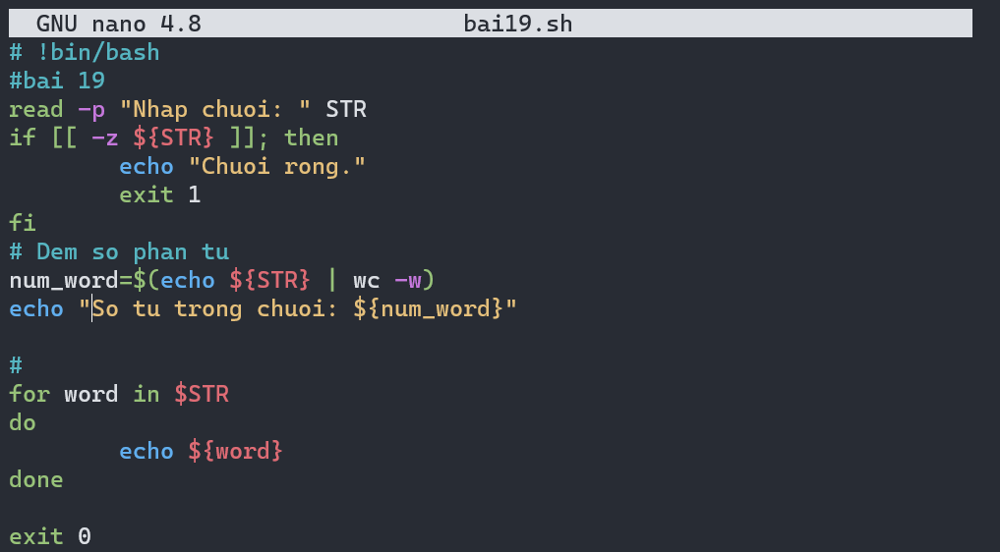 GNU nano 4.8 bai19.sh
# !bin/bash
#bai 19
read -p "Nhap chuoi: " STR
if [[ -z ${STR} ]]; then
echo "Chuoi rong."
exit 1
fi
# Dem so phan tu
num_word=$(echo ${STR} | wc -w)
echo "So tu trong chuoi: ${num_word}"
#
for word in $STR
do
echo ${word}
done
exit 0